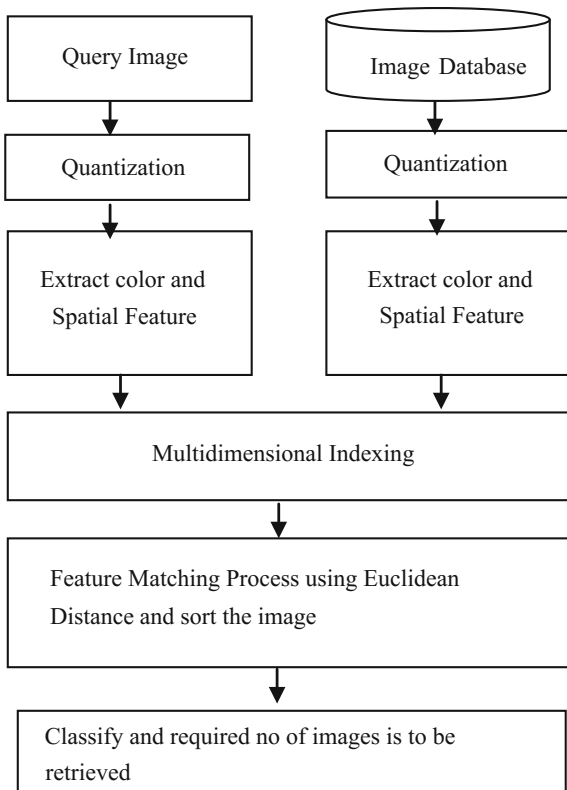 Query Image
Image Database
Quantization
Quantization
Extract color and
Spatial Feature
Extract color and
Spatial Feature
Multidimensional Indexing
Feature Matching Process using Euclidean
Distance and sort the image
Classify and required no of images is to be
retrieved